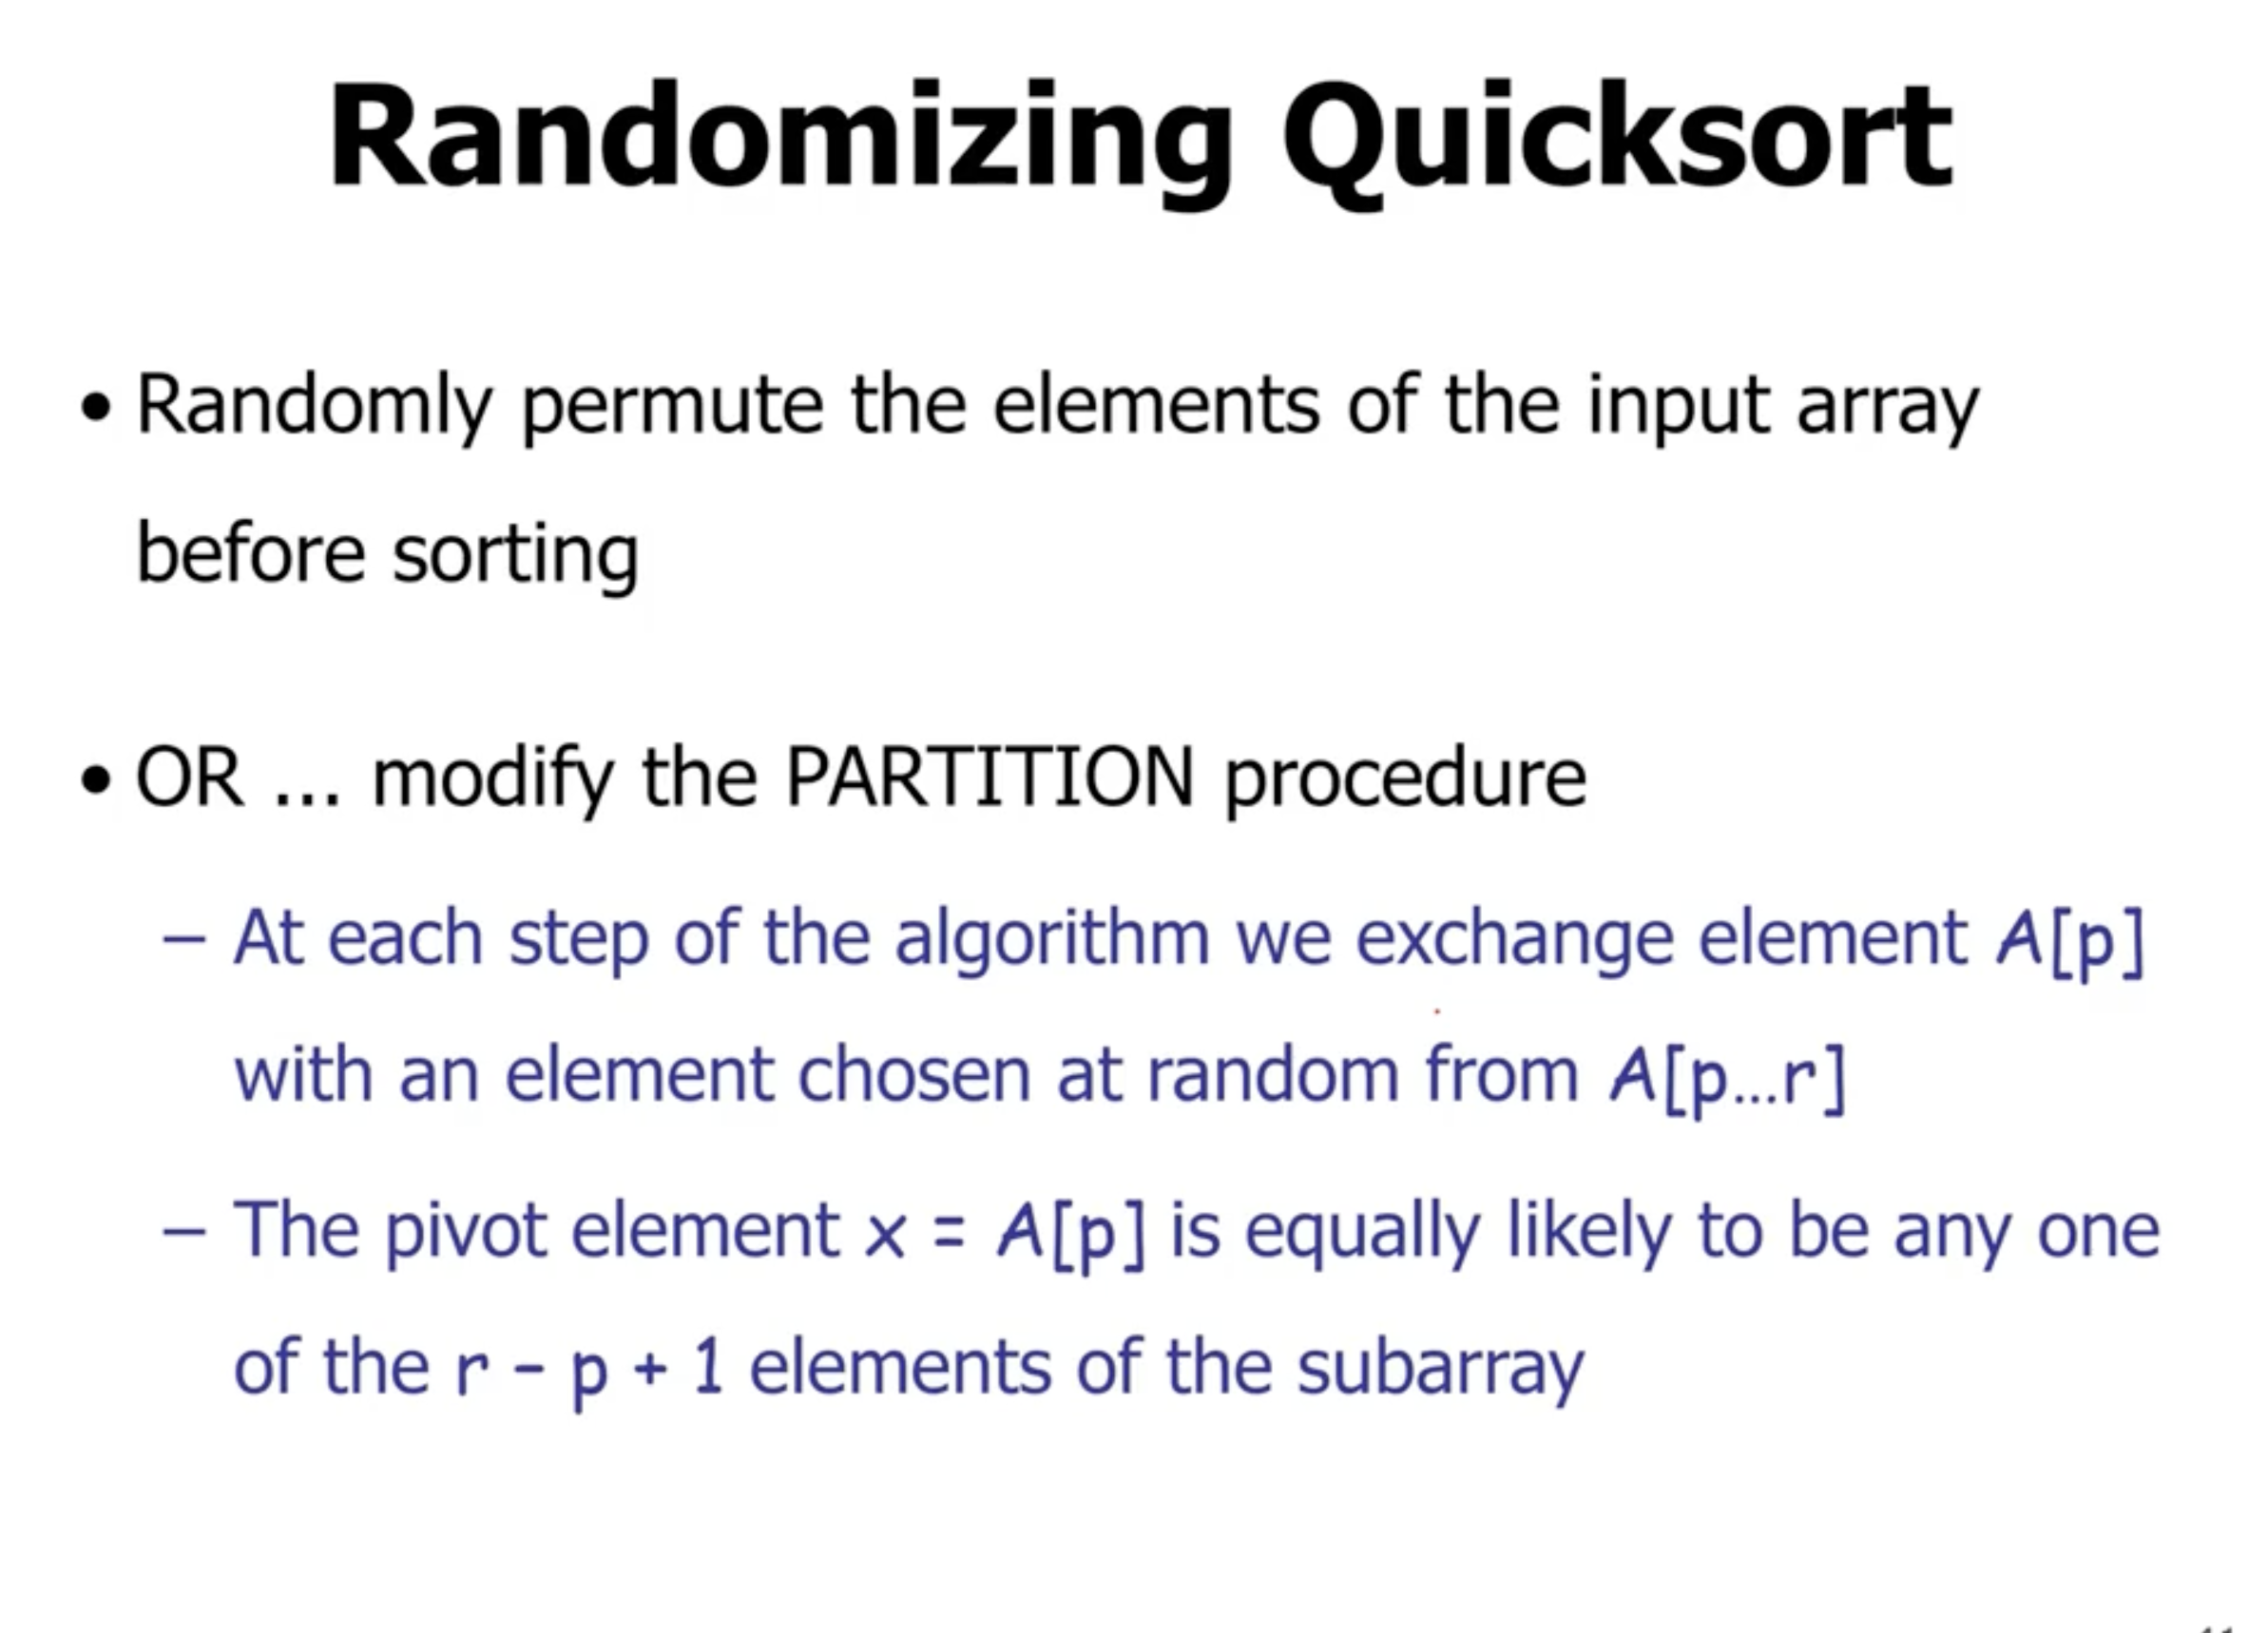 Randomizing Quicksort
• Randomly permute the elements of the input array
before sorting
• OR ... modify the PARTITION procedure
– At each step of the algorithm we exchange element A[p]
with an element chosen at random from A[p...r]
– The pivot element x = A[p] is equally likely to be any one
of the r – p + 1 elements of the subarray